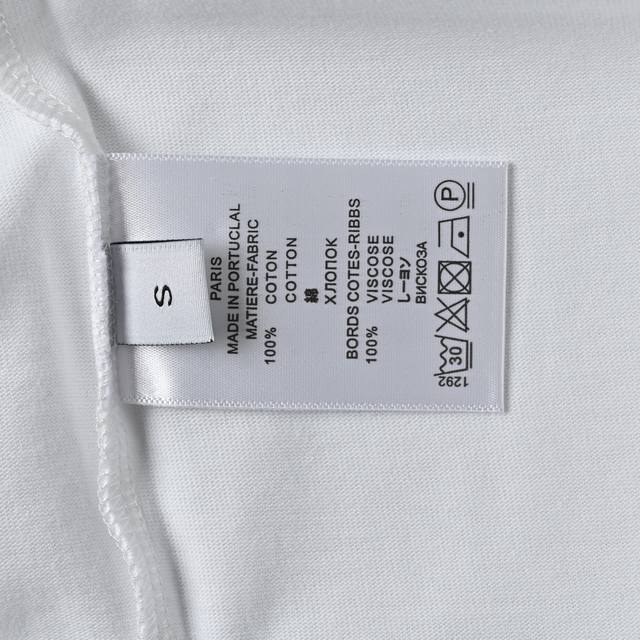 S
PARIS
MADE IN PORTUCLAL
MATIERE-FABRIC
100% COTON
COTTON
綿
ХЛОПОК
BORDS COTES-RIBBS
100% VISCOSE
VISCOSE
レーヨン
ВИСКОЗА
P
30
1292